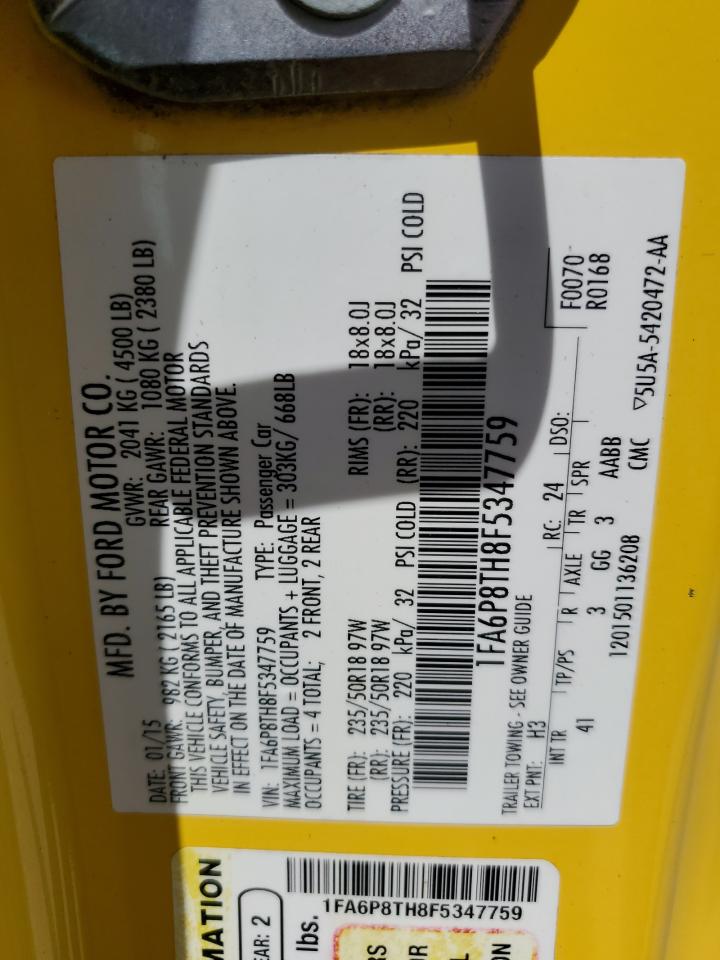 MFD. BY FORD MOTOR CO.
DATE: 01/15 GVWR: 2041 KG ( 4500 LB)
FRONT GAWR: 982 KG ( 2165 LB) REAR GAWR: 1080 KG ( 2380 LB)
THIS VEHICLE CONFORMS TO ALL APPLICABLE FEDERAL MOTOR
VEHICLE SAFETY, BUMPER, AND THEFT PREVENTION STANDARDS
IN EFFECT ON THE DATE OF MANUFACTURE SHOWN ABOVE.
VIN: 1FA6P8TH8F5347759 TYPE: Passenger Car
MAXIMUM LOAD = OCCUPANTS + LUGGAGE = 303KG/ 668LB
OCCUPANTS = 4 TOTAL; 2 FRONT, 2 REAR
TIRE (FR): 235/50R18 97W RIMS (FR): 18x8.0J
(RR): 235/50R18 97W (RR): 18x8.0J
PRESSURE (FR): 220 kPa/ 32 PSI COLD (RR): 220 kPa/ 32 PSI COLD
1FA6P8TH8F5347759
TRAILER TOWING - SEE OWNER GUIDE
EXT PNT: H3 RC: 24 DSO: F0070
R0168
INT TR TP/PS R AXLE TR SPR
41 3 GG 3 AABB
1201501136208 CMC ▽5U5A-5420472-AA
MATION
EAR: 2
lbs.
1FA6P8TH8F5347759
RS
OR
ON